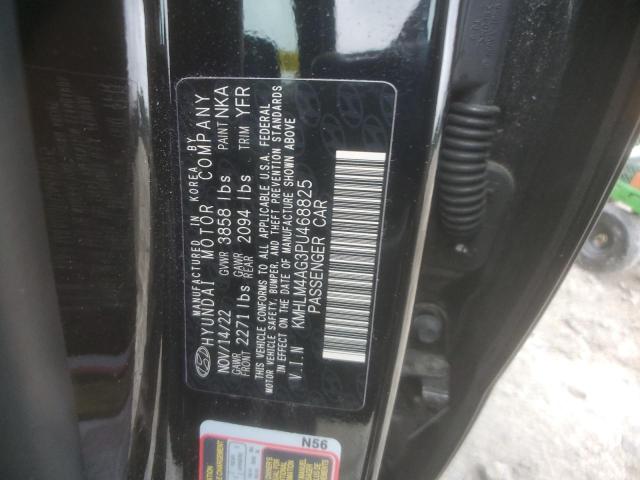 MANUFACTURED IN KOREA BY
HYUNDAI MOTOR COMPANY
NOV/14/22 GVWR 3858 lbs PAINT NKA
GAWR FRONT 2271 lbs GAWR REAR 2094 lbs TRIM YFR
THIS VEHICLE CONFORMS TO ALL APPLICABLE U.S.A. FEDERAL
MOTOR VEHICLE SAFETY, BUMPER, AND THEFT PREVENTION STANDARDS
IN EFFECT ON THE DATE OF MANUFACTURE SHOWN ABOVE
V.I.N KMHLM4AG3PU468825
PASSENGER CAR
N56